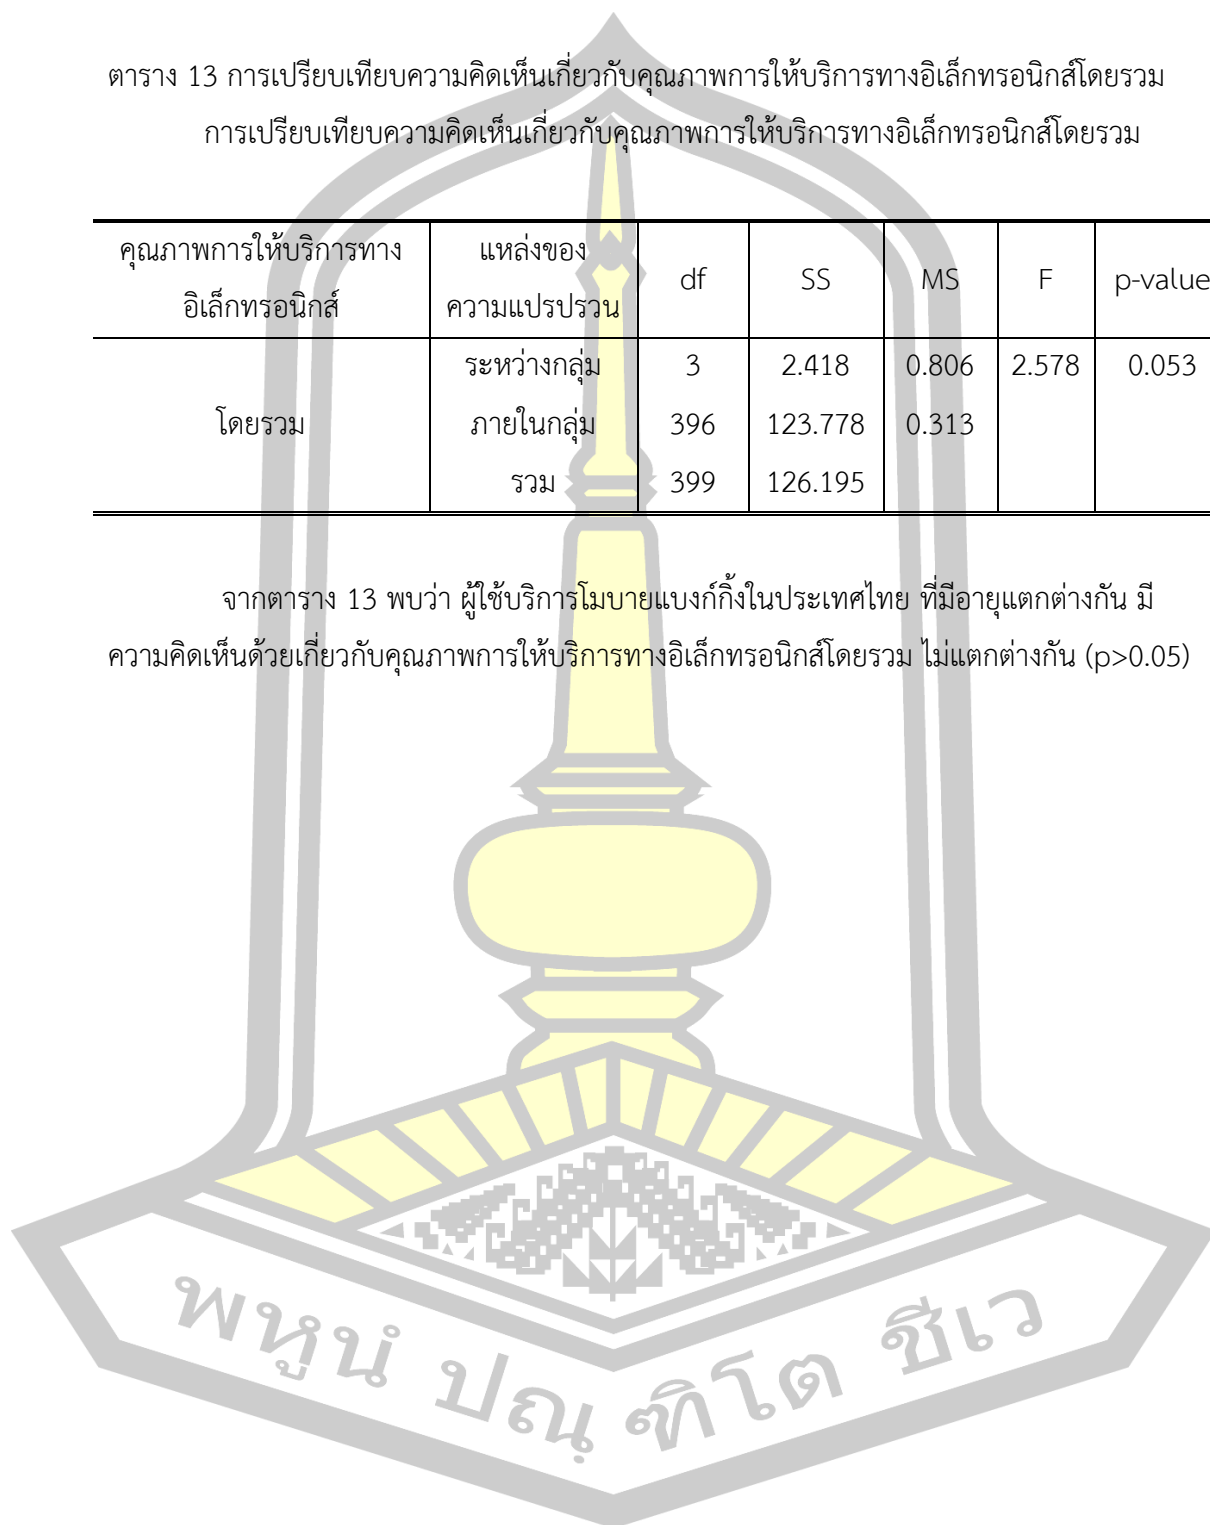 ตาราง 13 การเปรียบเทียบความคิดเห็นเกี่ยวกับคุณภาพการให้บริการทางอิเล็กทรอนิกส์โดยรวม
การเปรียบเทียบความคิดเห็นเกี่ยวกับคุณภาพการให้บริการทางอิเล็กทรอนิกส์โดยรวม
คุณภาพการให้บริการทาง แหล่งของ df SS MS F p-value
อิเล็กทรอนิกส์ ความแปรปรวน
ระหว่างกลุ่ม 3 2.418 0.806 2.578 0.053
โดยรวม ภายในกลุ่ม 396 123.778 0.313
รวม 399 126.195
จากตาราง 13 พบว่า ผู้ใช้บริการโมบายแบงก์กิ้งในประเทศไทย ที่มีอายุแตกต่างกัน มี
ความคิดเห็นด้วยเกี่ยวกับคุณภาพการให้บริการทางอิเล็กทรอนิกส์โดยรวม ไม่แตกต่างกัน (p>0.05)
พหูนํ ปณฺ ฑิโต ชีเว